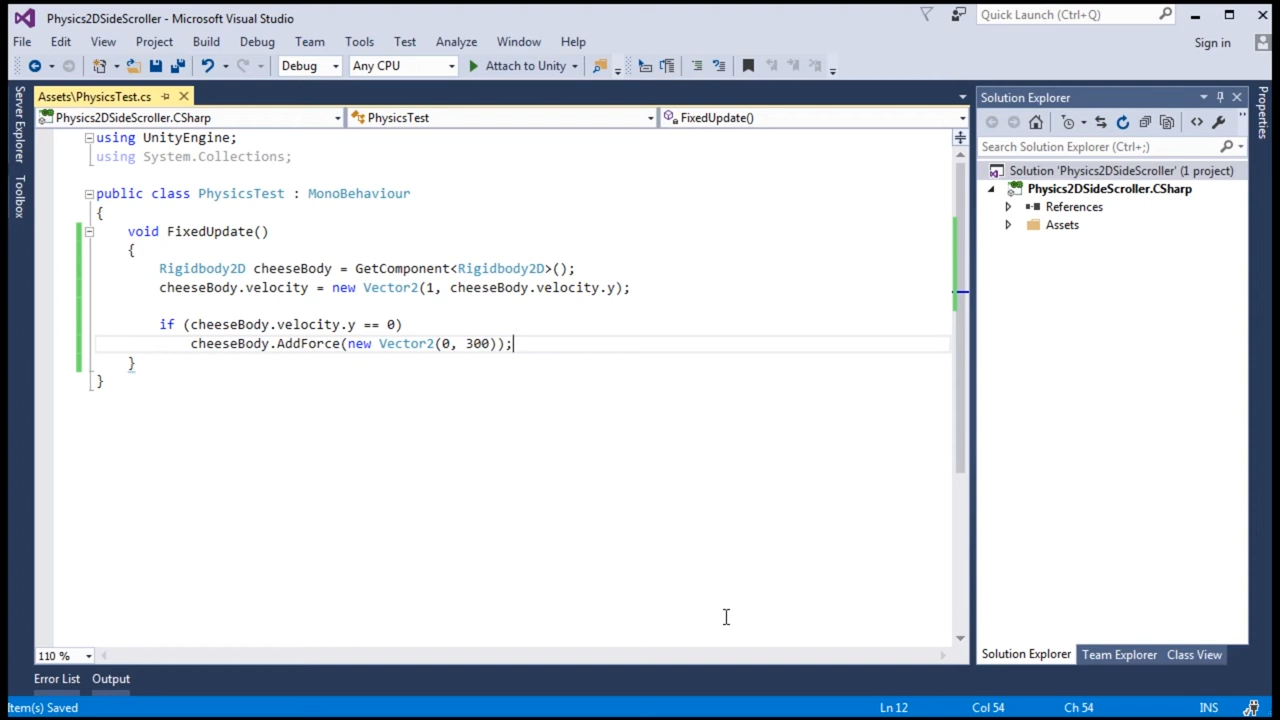 Physics2DSideScroller - Microsoft Visual Studio
Quick Launch (Ctrl+Q)
File Edit View Project Build Debug Team Tools Test Analyze Window Help
Sign in
Debug Any CPU Attach to Unity
Server Explorer
Toolbox
Assets\PhysicsTest.cs
Physics2DSideScroller.CSharp PhysicsTest FixedUpdate()
using UnityEngine;
using System.Collections;
public class PhysicsTest : MonoBehaviour
{
void FixedUpdate()
{
Rigidbody2D cheeseBody = GetComponent<Rigidbody2D>();
cheeseBody.velocity = new Vector2(1, cheeseBody.velocity.y);
if (cheeseBody.velocity.y == 0)
cheeseBody.AddForce(new Vector2(0, 300));
}
}
110 %
Solution Explorer
Search Solution Explorer (Ctrl+;)
Solution 'Physics2DSideScroller' (1 project)
Physics2DSideScroller.CSharp
References
Assets
Solution Explorer Team Explorer Class View
Properties
Error List Output
Item(s) Saved Ln 12 Col 54 Ch 54 INS